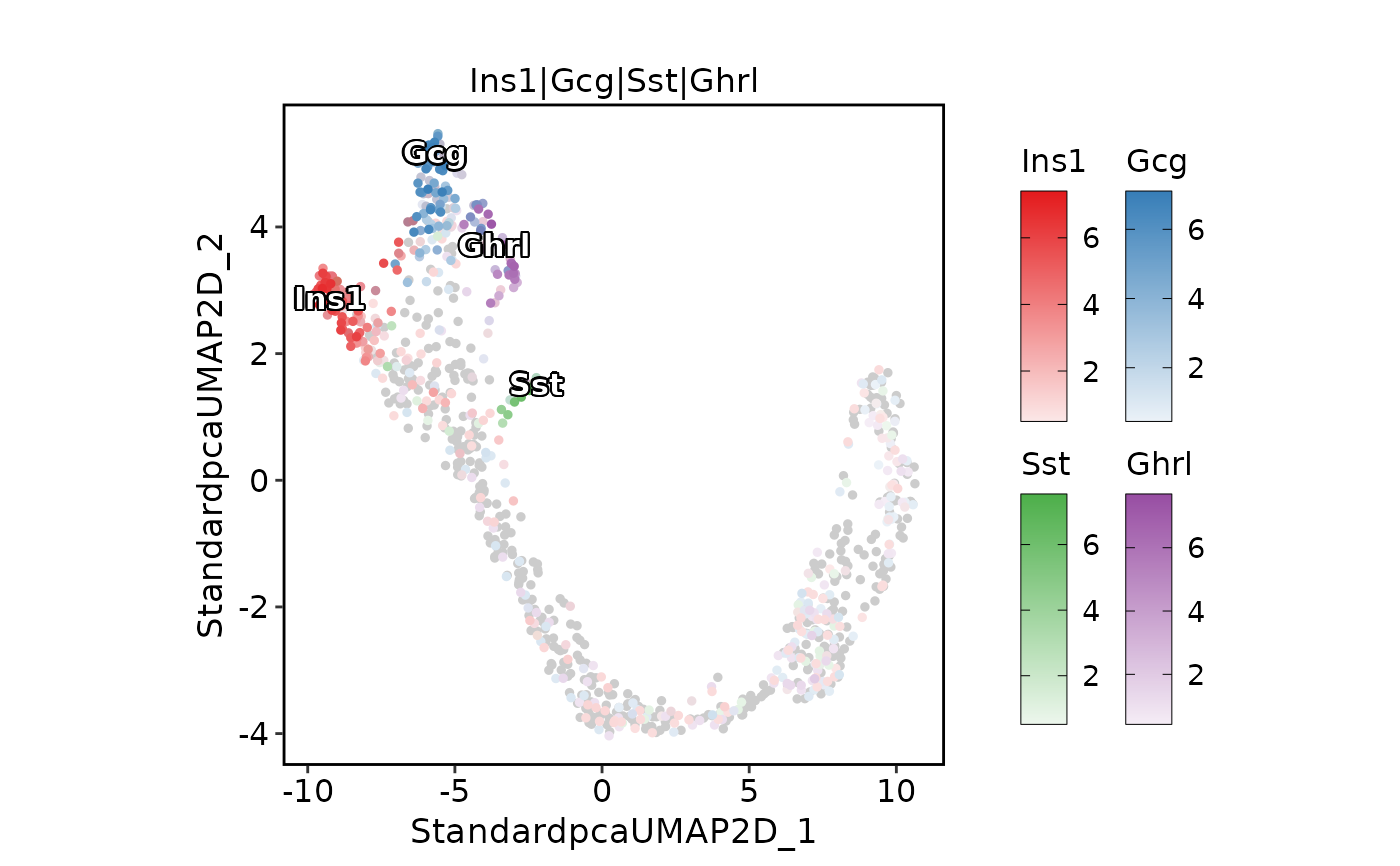 Ins1|Gcg|Sst|Ghrl
StandardpcaUMAP2D_2
4
2
0
-2
-4
Gcg
Ghrl
Ins1
Sst
-10 -5 0 5 10
StandardpcaUMAP2D_1
Ins1 Gcg
6 6
4 4
2 2
Sst Ghrl
6 6
4 4
2 2